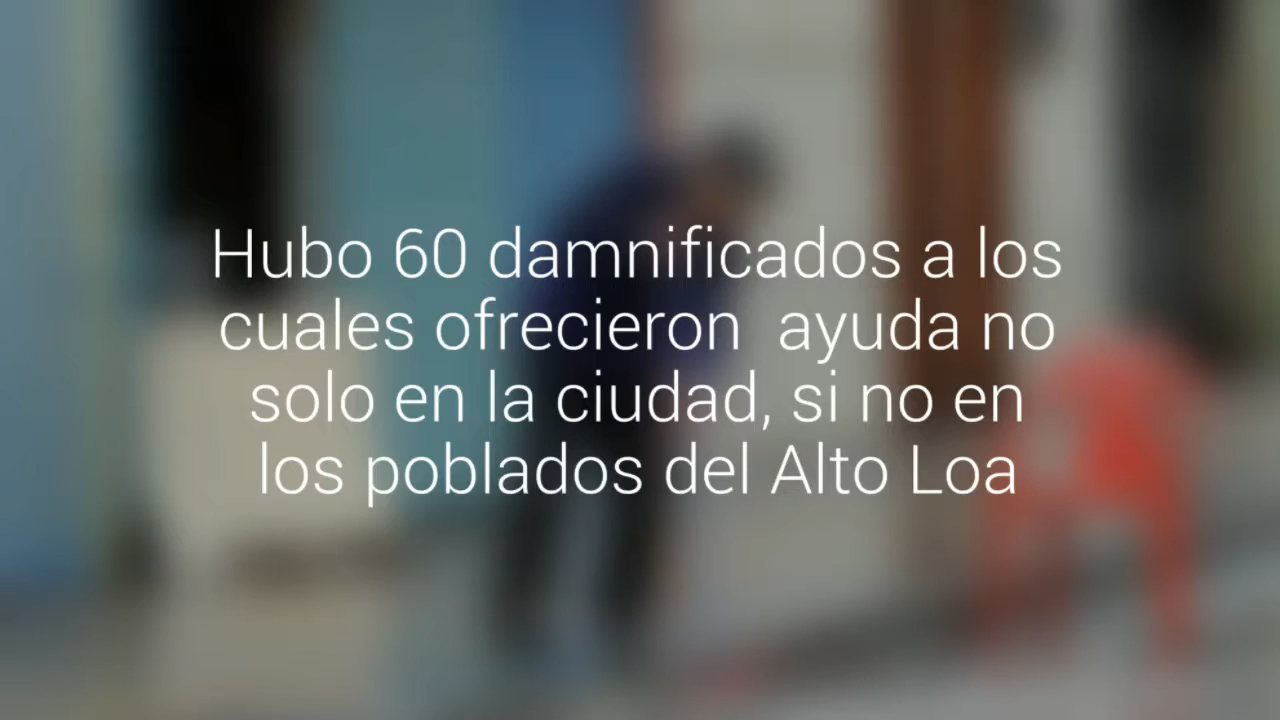 Hubo 60 damnificados a los
cuales ofrecieron  ayuda no
solo en la ciudad, si no en
los poblados del Alto Loa